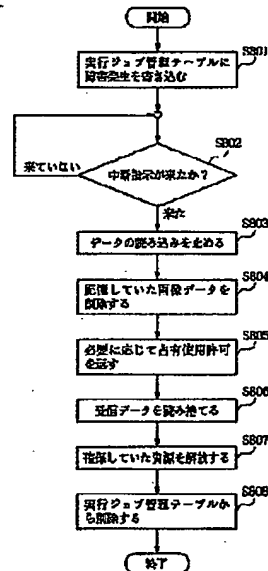 開始
実行ジョブ管理テーブルに
障害発生を書き込む
S801
S802
中断指示が来たか?
来ていない
来た
S803
データの読み込みを止める
S804
記憶していた画像データを
削除する
S805
必要に応じて占有使用許可
を返す
S806
受信データを読み捨てる
S807
確保していた資源を解放する
S808
実行ジョブ管理テーブルか
ら削除する
終了